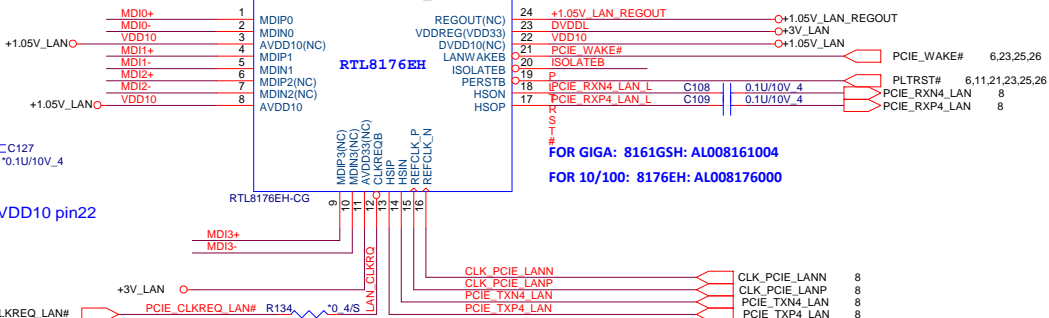 MDI0+ 1 MDIP0 REGOUT(NC) 24 +1.05V_LAN_REGOUT +1.05V_LAN_REGOUT
MDI0- 2 MDIN0 VDDREG(VDD33) 23 DVDDL +3V_LAN
+1.05V_LAN VDD10 3 AVDD10(NC) DVDD10(NC) 22 VDD10 +1.05V_LAN
MDI1+ 4 MDIP1 LANWAKEB 21 PCIE_WAKE# PCIE_WAKE# 6,23,25,26
MDI1- 5 MDIN1 RTL8176EH ISOLATEB 20 ISOLATEB
MDI2+ 6 MDIP2(NC) PERSTB 19 PLTRST# PLTRST# 6,11,21,23,25,26
MDI2- 7 MDIN2(NC) HSON 18 PCIE_RXN4_LAN_L C108 0.1U/10V_4 PCIE_RXN4_LAN 8
+1.05V_LAN VDD10 8 AVDD10 HSOP 17 PCIE_RXP4_LAN_L C109 0.1U/10V_4 PCIE_RXP4_LAN 8
MDIP3(NC)
MDIN3(NC)
AVDD33(NC)
CLKREQB
HSIP
HSIN
REFCLK_P
REFCLK_N
C127
*0.1U/10V_4
FOR GIGA: 8161GSH: AL008161004
FOR 10/100: 8176EH: AL008176000
RTL8176EH-CG
9 10 11 12 13 14 15 16
VDD10 pin22
MDI3+
MDI3-
LAN_CLKRQ
CLK_PCIE_LANN CLK_PCIE_LANN 8
+3V_LAN CLK_PCIE_LANP CLK_PCIE_LANP 8
PCIE_TXN4_LAN PCIE_TXN4_LAN 8
LKREQ_LAN# PCIE_CLKREQ_LAN# R134 *0_4/S PCIE_TXP4_LAN PCIE_TXP4_LAN 8